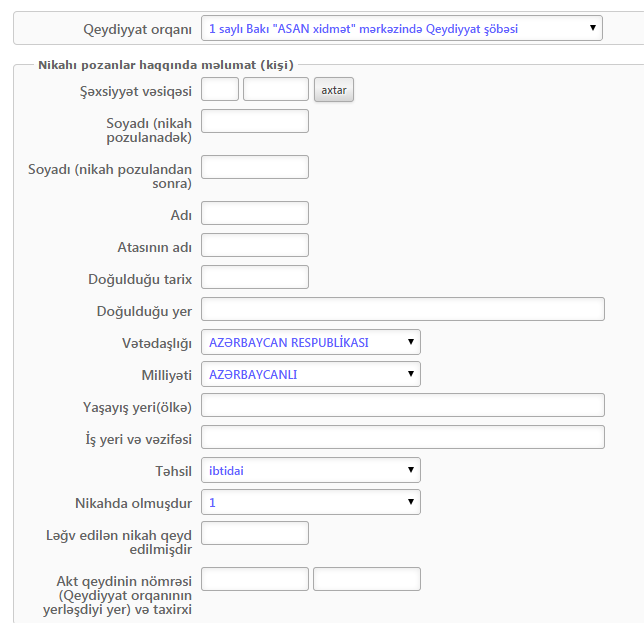 Qeydiyyat orqanı 1 saylı Bakı "ASAN xidmət" mərkəzində Qeydiyyat şöbəsi
Nikahı pozanlar haqqında məlumat (kişi)
Şəxsiyyət vəsiqəsi axtar
Soyadı (nikah
pozulanadək)
Soyadı (nikah pozulandan
sonra)
Adı
Atasının adı
Doğulduğu tarix
Doğulduğu yer
Vətədaşlığı AZƏRBAYCAN RESPUBLİKASI
Milliyəti AZƏRBAYCANLI
Yaşayış yeri(ölkə)
İş yeri və vəzifəsi
Təhsil ibtidai
Nikahda olmuşdur 1
Ləğv edilən nikah qeyd
edilmişdir
Akt qeydinin nömrəsi
(Qeydiyyat orqanının
yerləşdiyi yer) və taxirxi